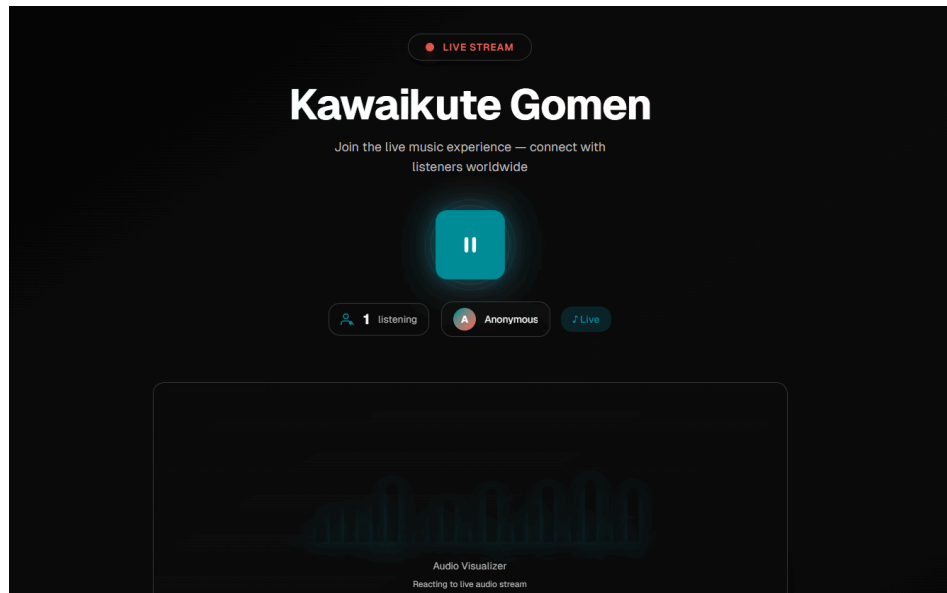 LIVE STREAM
Kawaikute Gomen
Join the live music experience — connect with
listeners worldwide
1 listening
A Anonymous
♪ Live
Audio Visualizer
Reacting to live audio stream